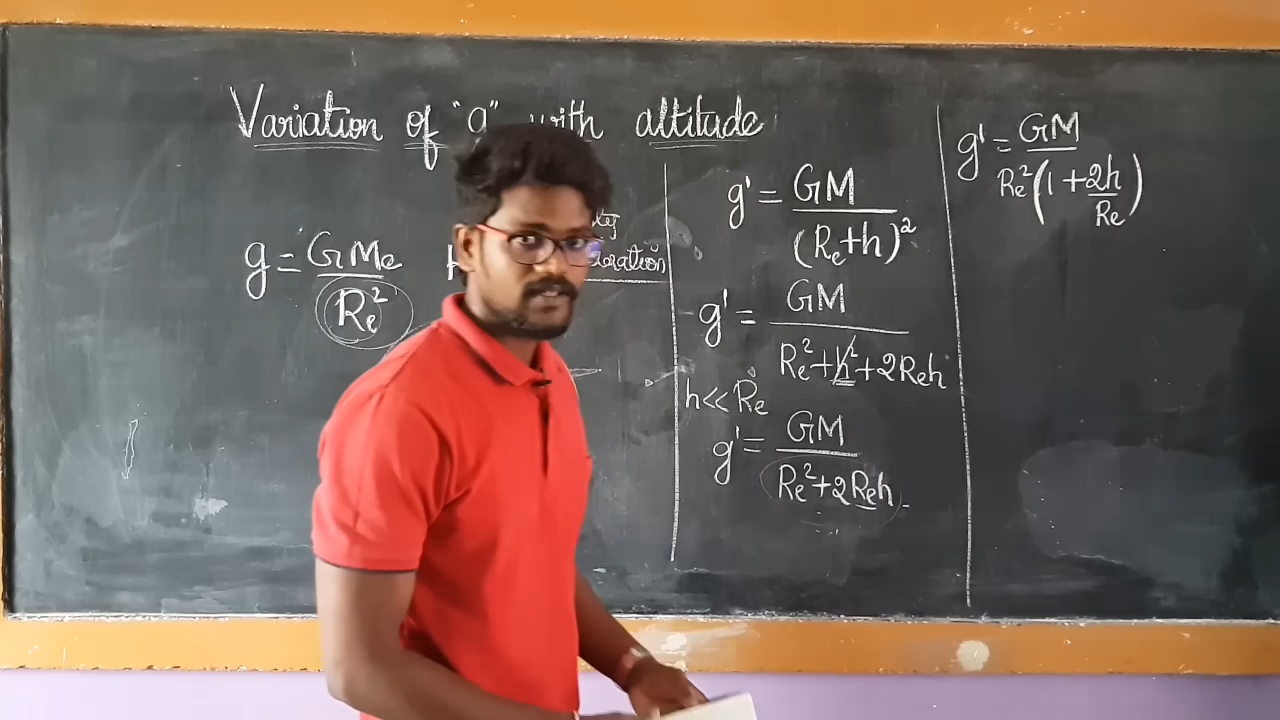 Variation of "g" with altitude
g = GMe / Re²
g' = GM / (Re+h)²
g' = GM / Re²+h²+2Reh
h<<Re
g' = GM / Re²+2Reh
g' = GM / Re²(1+2h/Re)